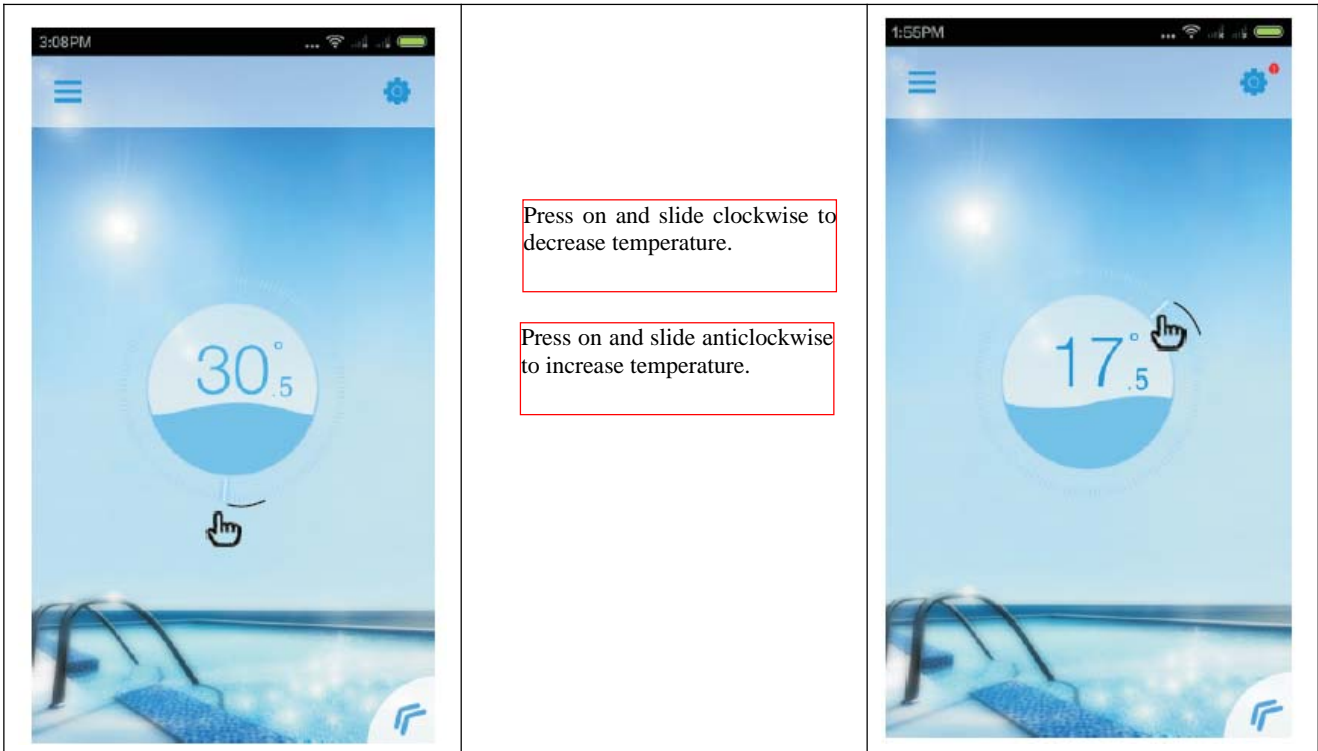 3:08PM
30°.5
Press on and slide clockwise to
decrease temperature.
Press on and slide anticlockwise
to increase temperature.
1:55PM
17°.5